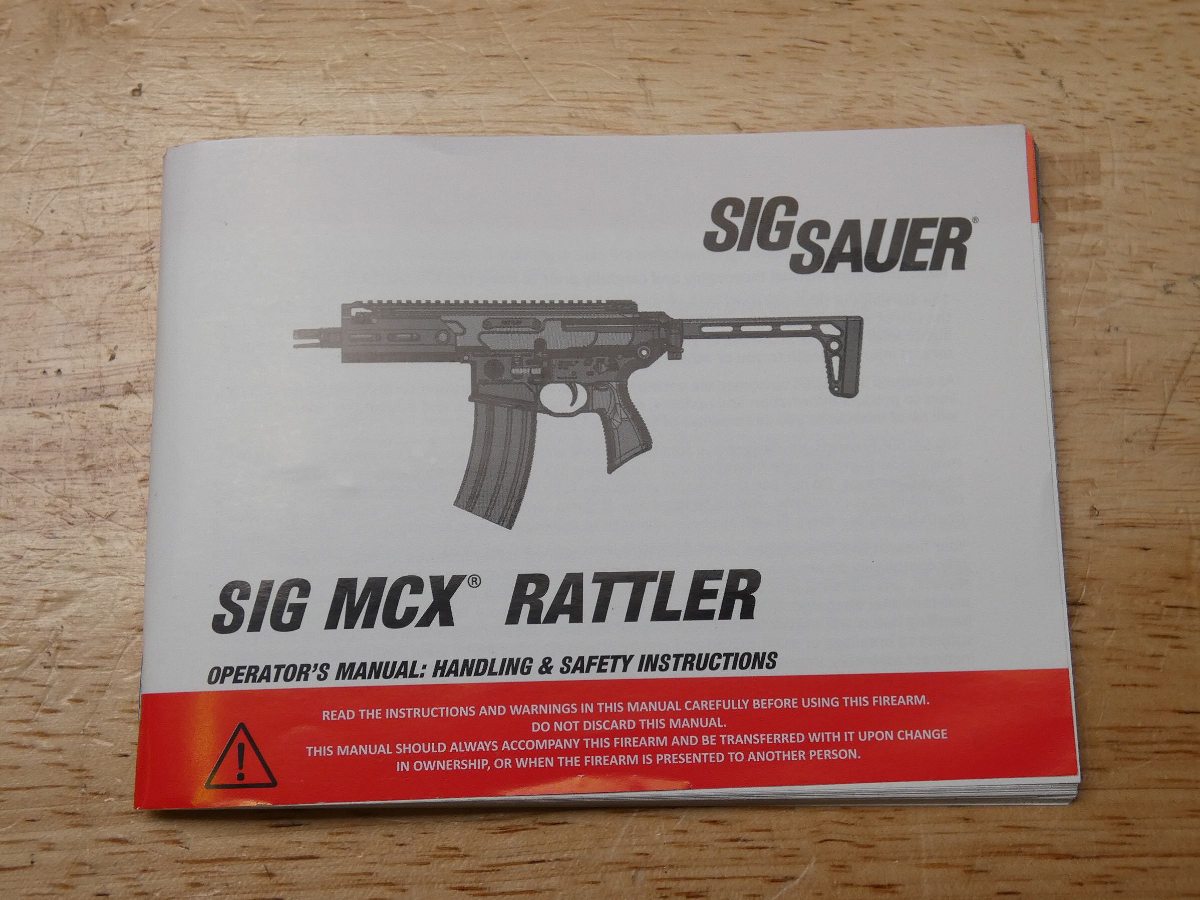 SIG SAUER®
RATTLER
SIG MCX® RATTLER
OPERATOR'S MANUAL: HANDLING & SAFETY INSTRUCTIONS
READ THE INSTRUCTIONS AND WARNINGS IN THIS MANUAL CAREFULLY BEFORE USING THIS FIREARM.
DO NOT DISCARD THIS MANUAL.
THIS MANUAL SHOULD ALWAYS ACCOMPANY THIS FIREARM AND BE TRANSFERRED WITH IT UPON CHANGE
IN OWNERSHIP, OR WHEN THE FIREARM IS PRESENTED TO ANOTHER PERSON.